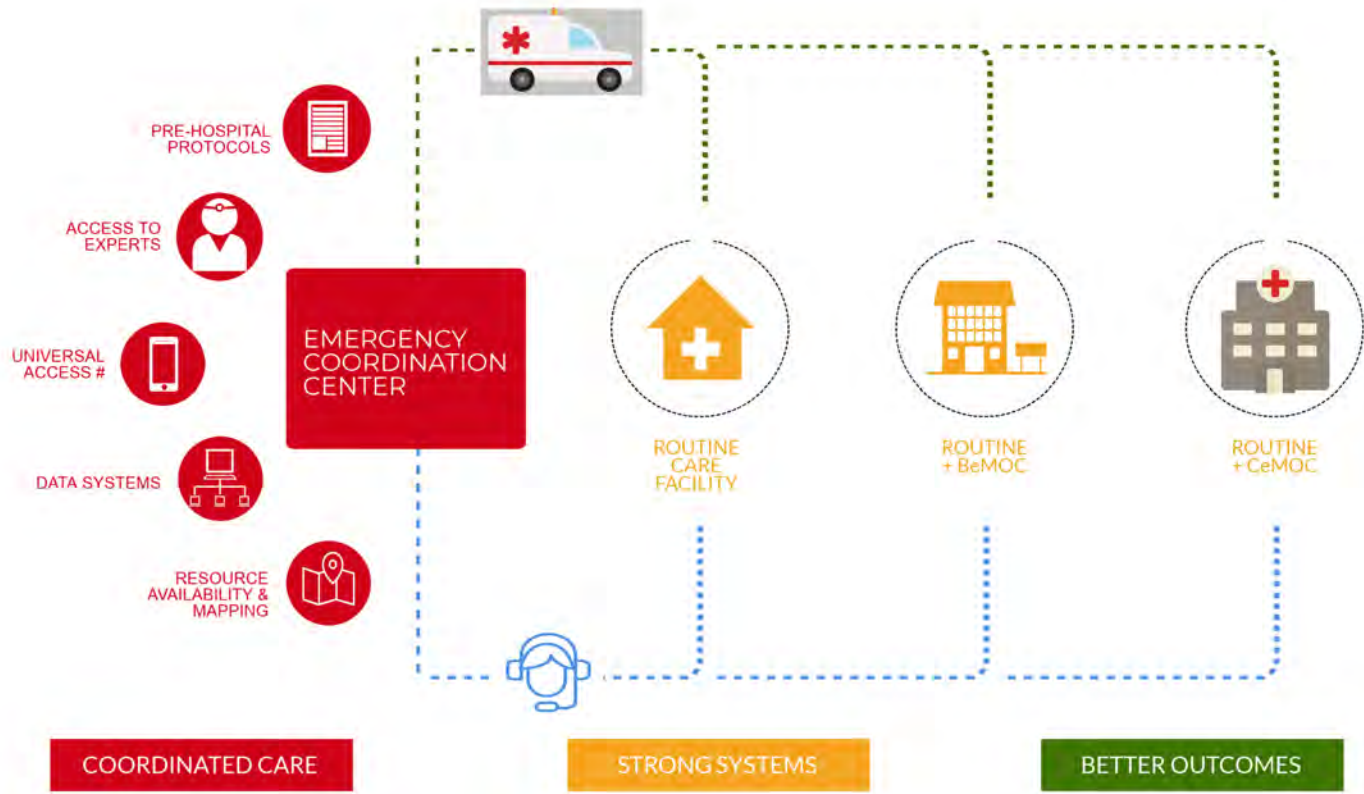 PRE-HOSPITAL
PROTOCOLS
ACCESS TO
EXPERTS
UNIVERSAL
ACCESS #
DATA SYSTEMS
RESOURCE
AVAILABILITY &
MAPPING
EMERGENCY
COORDINATION
CENTER
ROUTINE
CARE
FACILITY
ROUTINE
+ BeMOC
ROUTINE
+ CeMOC
COORDINATED CARE
STRONG SYSTEMS
BETTER OUTCOMES